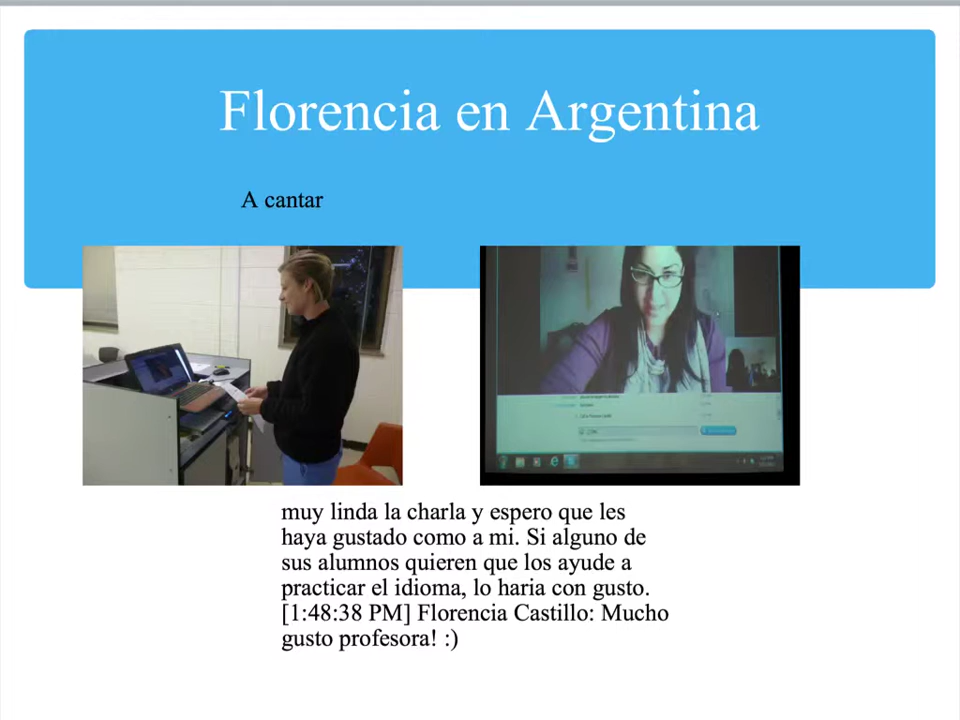 Florencia en Argentina
A cantar
muy linda la charla y espero que les
haya gustado como a mi. Si alguno de
sus alumnos quieren que los ayude a
practicar el idioma, lo haria con gusto.
[1:48:38 PM] Florencia Castillo: Mucho
gusto profesora! :)